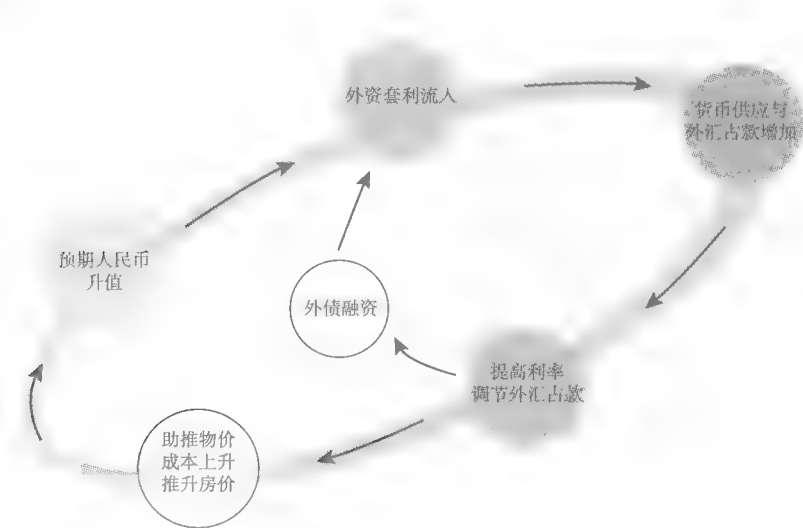 外资套利流入
货币供应与
外汇占款增加
预期人民币
升值
外债融资
提高利率
调节外汇占款
助推物价
成本上升
推升房价